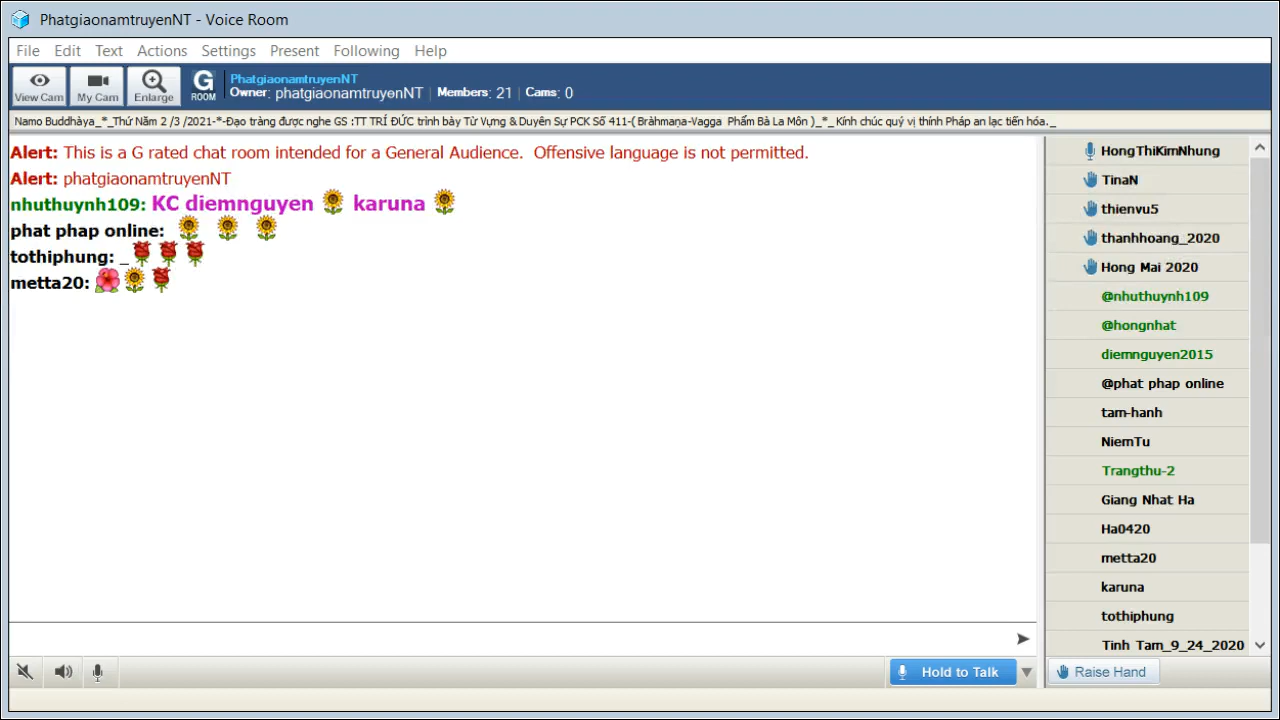 PhatgiaonamtruyenNT - Voice Room
File Edit Text Actions Settings Present Following Help
View Cam My Cam Enlarge G ROOM
PhatgiaonamtruyenNT
Owner: phatgiaonamtruyenNT | Members: 21 | Cams: 0
Namo Buddhàya_*_Thứ Năm 2 /3 /2021-*-Đạo tràng được nghe GS :TT TRÍ ĐỨC trình bày Từ Vựng & Duyên Sự PCK Số 411-( Bràhmaṇa-Vagga Phẩm Bà La Môn )_*_ Kính chúc quý vị thính Pháp an lạc tiến hóa._
Alert: This is a G rated chat room intended for a General Audience. Offensive language is not permitted.
Alert: phatgiaonamtruyenNT
nhuthuynh109: KC diemnguyen karuna
phat phap online:
tothiphung: _
metta20:
HongThiKimNhung
TinaN
thienvu5
thanhhoang_2020
Hong Mai 2020
@nhuthuynh109
@hongnhat
diemnguyen2015
@phat phap online
tam-hanh
NiemTu
Trangthu-2
Giang Nhat Ha
Ha0420
metta20
karuna
tothiphung
Tinh Tam_9_24_2020
Hold to Talk
Raise Hand